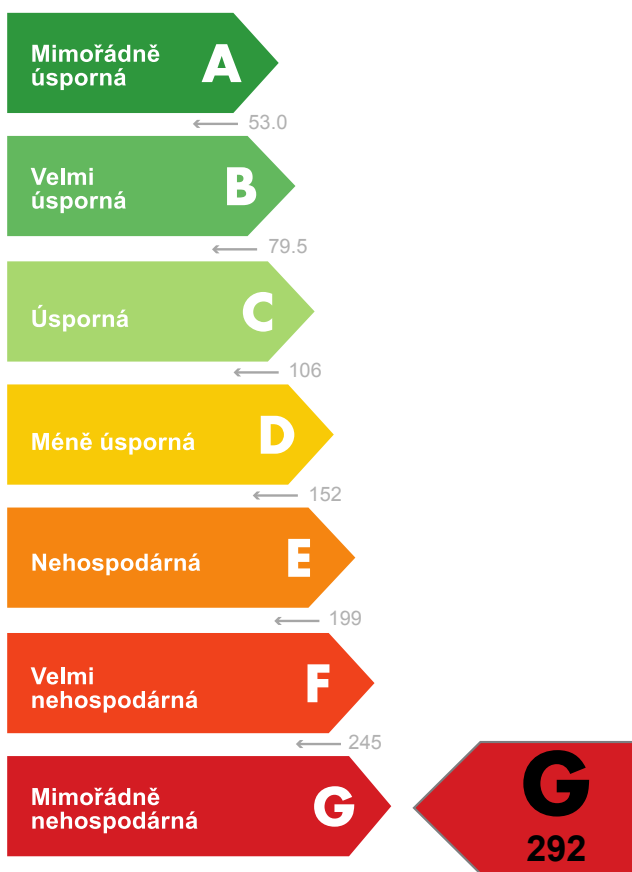 Mimořádně
úsporná
A
53.0
Velmi
úsporná
B
79.5
Úsporná
C
106
Méně úsporná
D
152
Nehospodárná
E
199
Velmi
nehospodárná
F
245
Mimořádně
nehospodárná
G
G
292